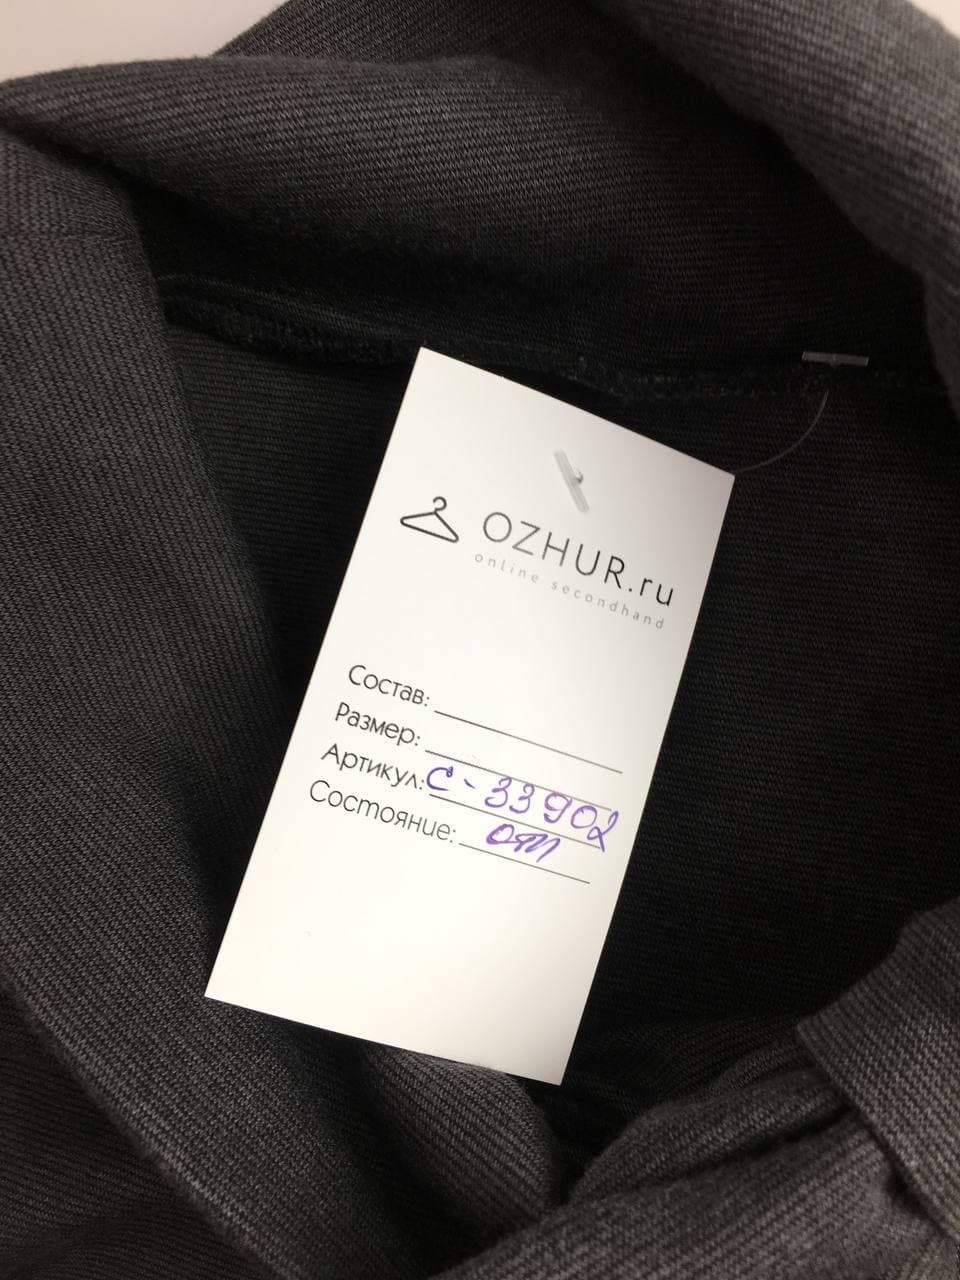 OZHUR.ru
online secondhand
Состав:
Размер:
Артикул: С-33902
Состояние: отл